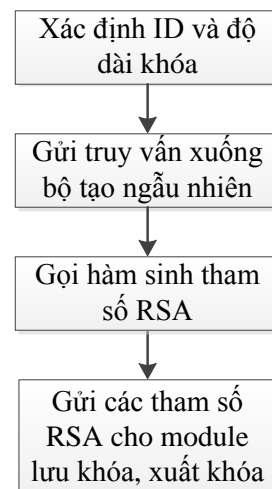 Xác định ID và độ
dài khóa
Gửi truy vấn xuống
bộ tạo ngẫu nhiên
Gọi hàm sinh tham
số RSA
Gửi các tham số
RSA cho module
lưu khóa, xuất khóa